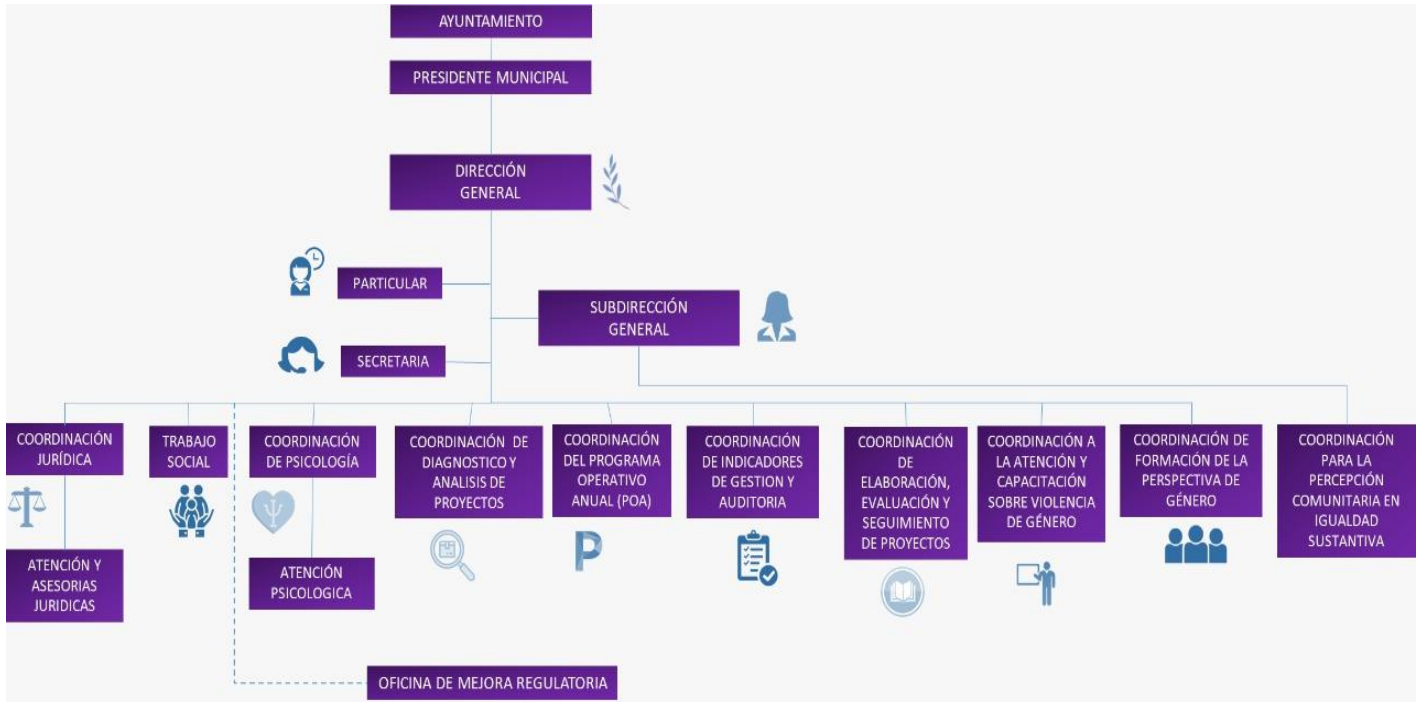 AYUNTAMIENTO
PRESIDENTE MUNICIPAL
DIRECCIÓN
GENERAL
PARTICULAR
SUBDIRECCIÓN
GENERAL
SECRETARIA
COORDINACIÓN
JURÍDICA
TRABAJO
SOCIAL
COORDINACIÓN
DE PSICOLOGÍA
COORDINACIÓN DE
DIAGNOSTICO Y
ANALISIS DE
PROYECTOS
COORDINACIÓN
DEL PROGRAMA
OPERATIVO
ANUAL (POA)
COORDINACIÓN
DE INDICADORES
DE GESTION Y
AUDITORIA
COORDINACIÓN
DE
ELABORACIÓN,
EVALUACIÓN Y
SEGUIMIENTO
DE PROYECTOS
COORDINACIÓN A
LA ATENCIÓN Y
CAPACITACIÓN
SOBRE VIOLENCIA
DE GÉNERO
COORDINACIÓN DE
FORMACIÓN DE LA
PERSPECTIVA DE
GÉNERO
COORDINACIÓN
PARA LA
PERCEPCIÓN
COMUNITARIA EN
IGUALDAD
SUSTANTIVA
Ψ
P
ATENCIÓN Y
ASESORIAS
JURIDICAS
ATENCIÓN
PSICOLOGICA
OFICINA DE MEJORA REGULATORIA